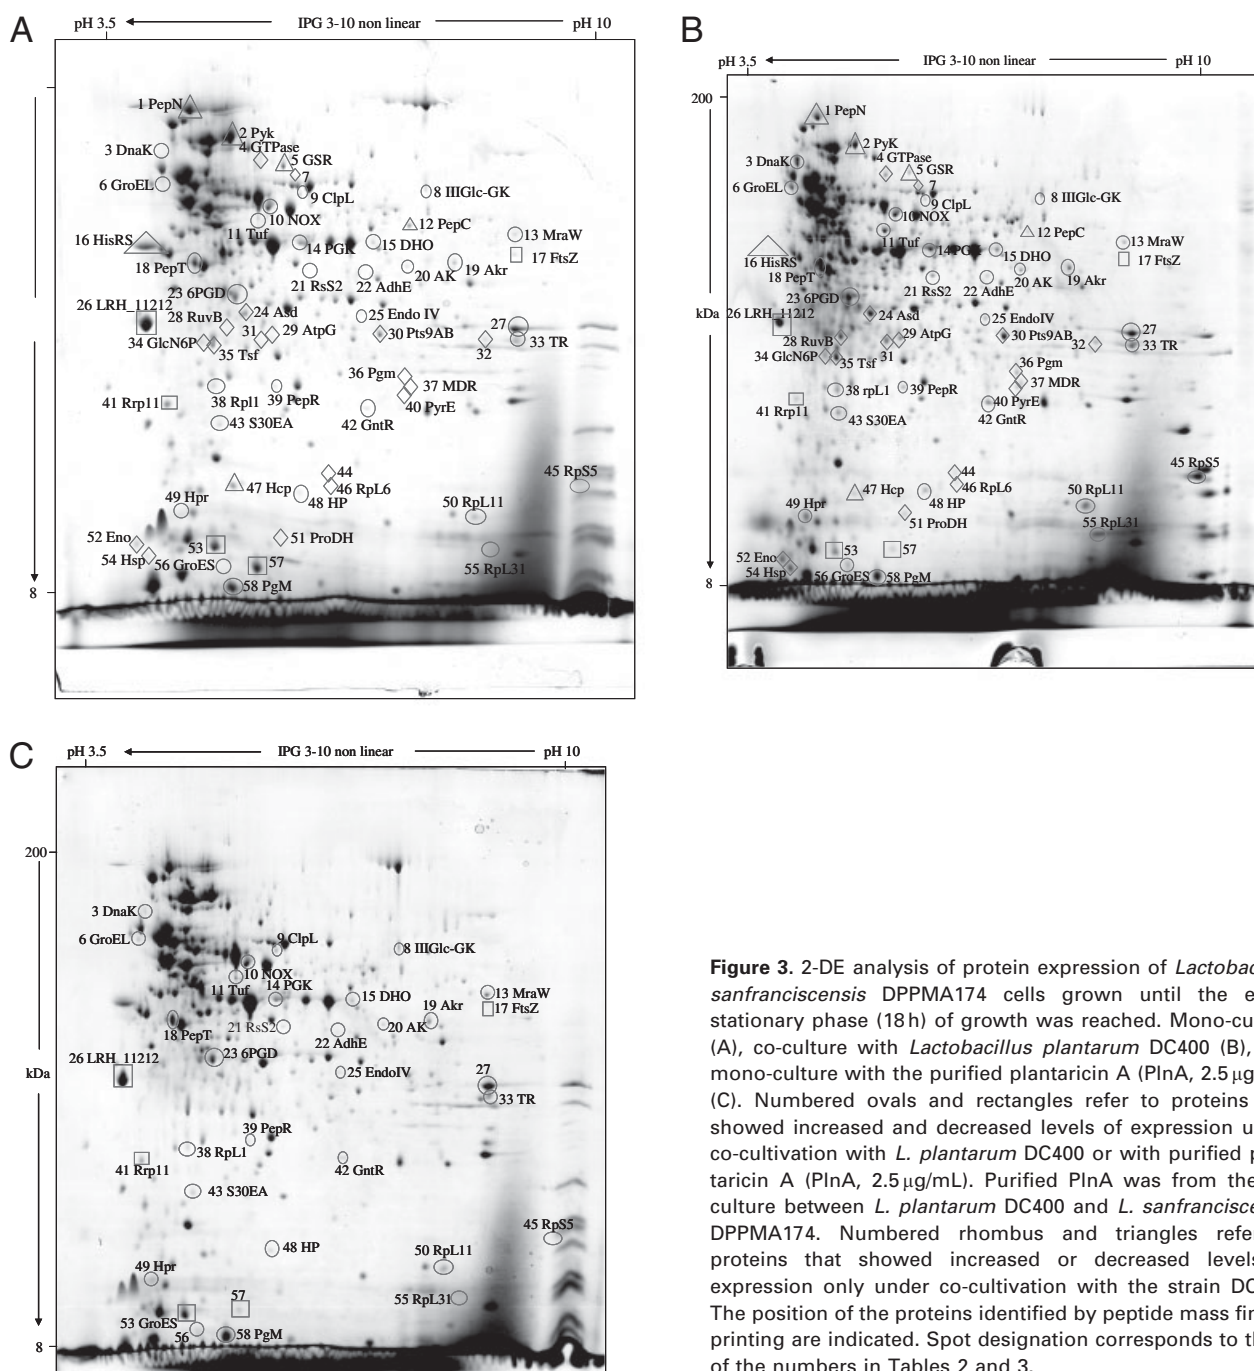 A
pH 3.5 IPG 3-10 non linear pH 10
1 PepN
2 Pyk
3 DnaK
4 GTPase
5 GSR
6 GroEL
7
8 IIIGlc-GK
9 ClpL
10 NOX
12 PepC
11 Tuf
13 MraW
16 HisRS
14 PGK
15 DHO
17 FtsZ
18 PepT
20 AK
19 Akr
21 RsS2
22 AdhE
23 6PGD
26 LRH_11212
24 Asd
25 Endo IV
28 RuvB
31
29 AtpG
30 Pts9AB
27
34 GlcN6P
35 Tsf
32
33 TR
36 Pgm
37 MDR
38 Rpl1
39 PepR
41 Rrp11
40 PyrE
43 S30EA
42 GntR
44
45 RpS5
47 Hcp
46 RpL6
49 Hpr
48 HP
50 RpL11
52 Eno
53
51 ProDH
54 Hsp
56 GroES
57
55 RpL31
58 PgM
8
B
pH 3.5 IPG 3-10 non linear pH 10
200
1 PepN
2 PyK
3 DnaK
4 GTPase
5 GSR
6 GroEL
7
9 ClpL
8 IIIGlc-GK
10 NOX
12 PepC
11 Tuf
13 MraW
14 PGK
15 DHO
16 HisRS
17 FtsZ
18 PepT
20 AK
19 Akr
21 RsS2
22 AdhE
23 6PGD
26 LRH_11212
kDa
24 Asd
25 EndoIV
27
28 RuvB
29 AtpG
30 Pts9AB
33 TR
32
34 GlcN6P
35 Tsf
31
36 Pgm
37 MDR
38 rpL1
39 PepR
41 Rrp11
40 PyrE
43 S30EA
42 GntR
44
45 RpS5
47 Hcp
46 RpL6
49 Hpr
48 HP
50 RpL11
51 ProDH
55 RpL31
52 Eno
53
57
54 Hsp
56 GroES
58 PgM
8
C
pH 3.5 IPG 3-10 non linear pH 10
200
3 DnaK
6 GroEL
9 ClpL
8 IIIGlc-GK
10 NOX
11 Tuf
14 PGK
15 DHO
19 Akr
13 MraW
17 FtsZ
18 PepT
21 RsS2
20 AK
22 AdhE
26 LRH_11212
23 6PGD
kDa
25 EndoIV
27
33 TR
39 PepR
38 RpL1
41 Rrp11
42 GntR
43 S30EA
45 RpS5
48 HP
50 RpL11
49 Hpr
57
55 RpL31
53 GroES
56
58 PgM
8
Figure 3. 2-DE analysis of protein expression of Lactobac
sanfranciscensis DPPMA174 cells grown until the e
stationary phase (18 h) of growth was reached. Mono-cu
(A), co-culture with Lactobacillus plantarum DC400 (B),
mono-culture with the purified plantaricin A (PlnA, 2.5 μg
(C). Numbered ovals and rectangles refer to proteins
showed increased and decreased levels of expression u
co-cultivation with L. plantarum DC400 or with purified p
taricin A (PlnA, 2.5 μg/mL). Purified PlnA was from the
culture between L. plantarum DC400 and L. sanfrancisce
DPPMA174. Numbered rhombus and triangles refer
proteins that showed increased or decreased levels
expression only under co-cultivation with the strain DC
The position of the proteins identified by peptide mass fin
printing are indicated. Spot designation corresponds to th
of the numbers in Tables 2 and 3.